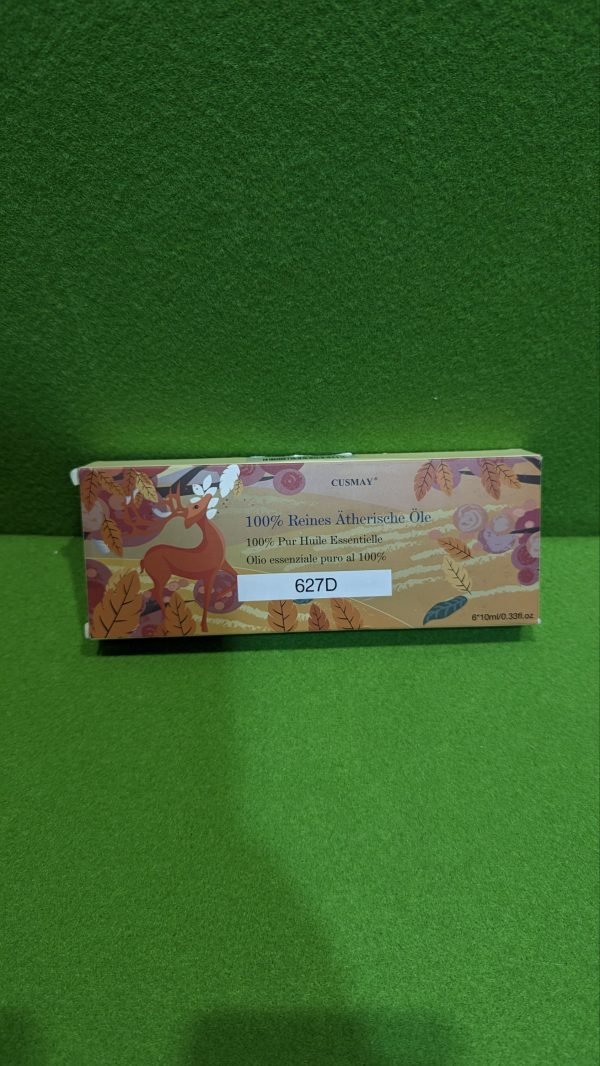 CUSMAY®
100% Reines Ätherische Öle
100% Pur Huile Essentielle
Olio essenziale puro al 100%
627D
6*10ml/0.33fl.oz